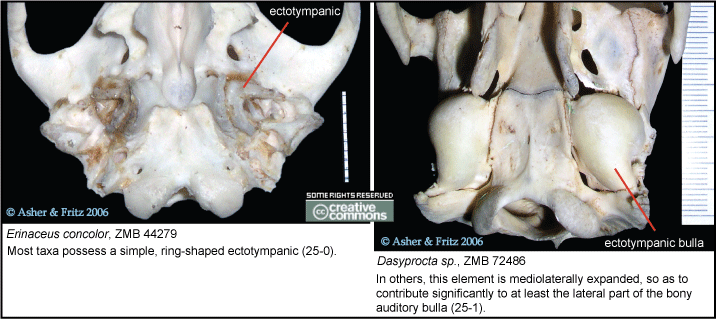 ectotympanic
© Asher & Fritz 2006
SOME RIGHTS RESERVED
cc creative
commons
Erinaceus concolor, ZMB 44279
Most taxa possess a simple, ring-shaped ectotympanic (25-0).
ectotympanic bulla
© Asher & Fritz 2006
Dasyprocta sp., ZMB 72486
In others, this element is mediolaterally expanded, so as to
contribute significantly to at least the lateral part of the bony
auditory bulla (25-1).